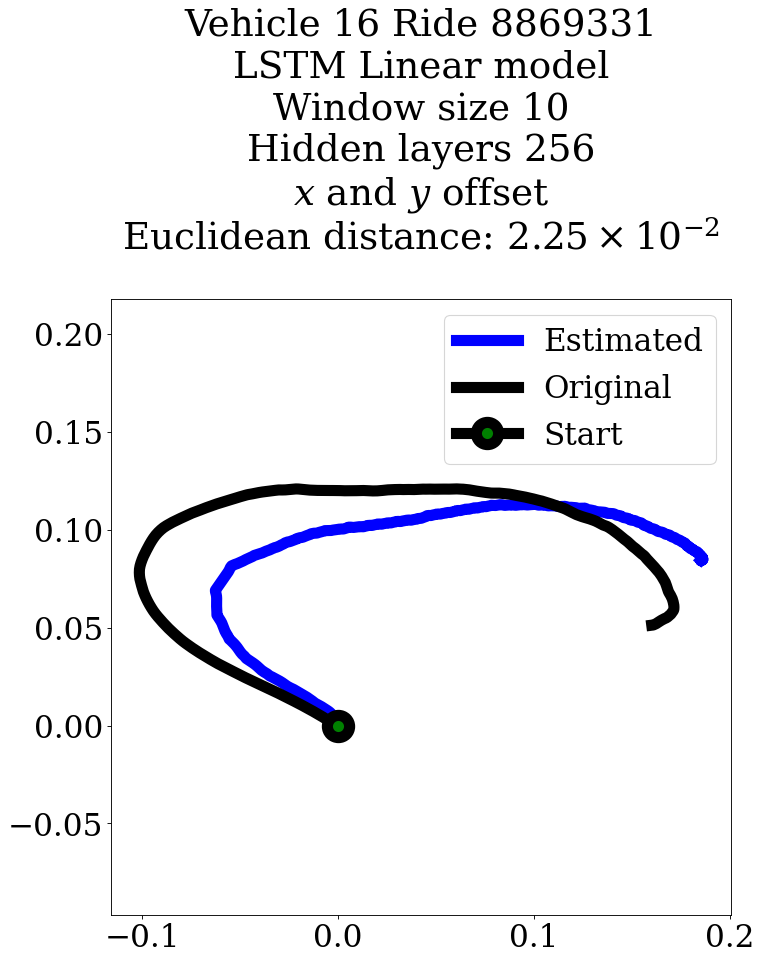 Vehicle 16 Ride 8869331
LSTM Linear model
Window size 10
Hidden layers 256
x and y offset
Euclidean distance: 2.25 × 10⁻²
Estimated
Original
Start
0.20
0.15
0.10
0.05
0.00
−0.05
−0.1 0.0 0.1 0.2